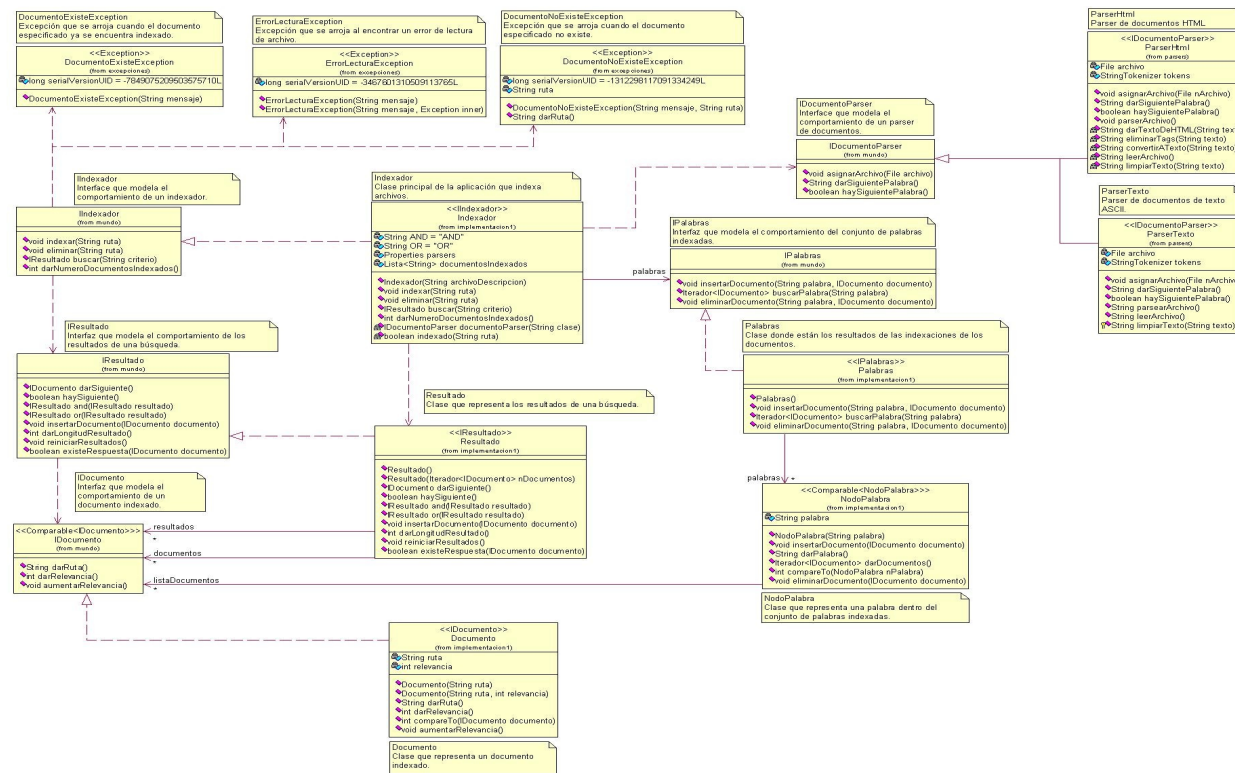 DocumentoExisteException
Excepción que se arroja cuando el documento
especificado ya se encuentra indexado.
<<Exception>>
DocumentoExisteException
(from excepciones)
long serialVersionUID = -7849075209503575710L
DocumentoExisteException(String mensaje)
ErrorLecturaException
Excepción que se arroja al encontrar un error de lectura
de archivo.
<<Exception>>
ErrorLecturaException
(from excepciones)
long serialVersionUID = -3467601310509113765L
ErrorLecturaException(String mensaje)
ErrorLecturaException(String mensaje, Exception inner)
DocumentoNoExisteException
Excepción que se arroja cuando el documento
especificado no existe.
<<Exception>>
DocumentoNoExisteException
(from excepciones)
long serialVersionUID = -1312298117091334249L
String ruta
DocumentoNoExisteException(String mensaje, String ruta)
String darRuta()
ParserHtml
Parser de documentos HTML
<<IDocumentoParser>>
ParserHtml
(from parsers)
File archivo
StringTokenizer tokens
void asignarArchivo(File nArchivo)
String darSiguientePalabra()
boolean haySiguientePalabra()
void parserArchivo()
String darTextoDeHTML(String
String eliminarTags(String texto)
String convertirATexto(String texto)
String leerArchivo()
String limpiarTexto(String texto)
IDocumentoParser
Interface que modela el
comportamiento de un parser
de documentos.
IDocumentoParser
(from mundo)
void asignarArchivo(File archivo)
String darSiguientePalabra()
boolean haySiguientePalabra()
ParserTexto
Parser de documentos de texto
ASCII.
<<IDocumentoParser>>
ParserTexto
(from parsers)
File archivo
StringTokenizer tokens
void asignarArchivo(File nArchivo)
String darSiguientePalabra()
boolean haySiguientePalabra()
String parsearArchivo()
String leerArchivo()
String limpiarTexto(String texto)
IIndexador
Interface que modela el
comportamiento de un indexador.
IIndexador
(from mundo)
void indexar(String ruta)
void eliminar(String ruta)
IResultado buscar(String criterio)
int darNumeroDocumentosIndexados()
Indexador
Clase principal de la aplicación que indexa
archivos.
<<IIndexador>>
Indexador
(from implementacion1)
String AND = "AND"
String OR = "OR"
Properties parsers
Lista<String> documentosIndexados
Indexador(String archivoDescripcion)
void indexar(String ruta)
void eliminar(String ruta)
IResultado buscar(String criterio)
int darNumeroDocumentosIndexados()
IDocumentoParser documentoParser(String clase)
boolean indexado(String ruta)
palabras
IPalabras
Interfaz que modela el comportamiento del conjunto de palabras
indexadas.
IPalabras
(from mundo)
void insertarDocumento(String palabra, IDocumento documento)
Iterador<IDocumento> buscarPalabra(String palabra)
void eliminarDocumento(String palabra, IDocumento documento)
Palabras
Clase donde están los resultados de las indexaciones de los
documentos.
<<IPalabras>>
Palabras
(from implementacion1)
Palabras()
void insertarDocumento(String palabra, IDocumento documento)
Iterador<IDocumento> buscarPalabra(String palabra)
void eliminarDocumento(String palabra, IDocumento documento)
IResultado
Interfaz que modela el comportamiento de los
resultados de una búsqueda.
IResultado
(from mundo)
IDocumento darSiguiente()
boolean haySiguiente()
IResultado and(IResultado resultado)
IResultado or(IResultado resultado)
void insertarDocumento(IDocumento documento)
int darLongitudResultado()
void reiniciarResultados()
boolean existeRespuesta(IDocumento documento)
Resultado
Clase que representa los resultados de una búsqueda.
<<IResultado>>
Resultado
(from implementacion1)
Resultado()
Resultado(Iterador<IDocumento> nDocumentos)
IDocumento darSiguiente()
boolean haySiguiente()
IResultado and(IResultado resultado)
IResultado or(IResultado resultado)
void insertarDocumento(IDocumento documento)
int darLongitudResultado()
void reiniciarResultados()
boolean existeRespuesta(IDocumento documento)
palabras *
<<Comparable<NodoPalabra>>>
NodoPalabra
(from implementacion1)
String palabra
NodoPalabra(String palabra)
void insertarDocumento(IDocumento documento)
String darPalabra()
Iterador<IDocumento> darDocumentos()
int compareTo(NodoPalabra nPalabra)
void eliminarDocumento(IDocumento documento)
NodoPalabra
Clase que representa una palabra dentro del
conjunto de palabras indexadas.
IDocumento
Interfaz que modela el
comportamiento de un
documento indexado.
<<Comparable<IDocumento>>>
IDocumento
(from mundo)
String darRuta()
int darRelevancia()
void aumentarRelevancia()
resultados
*
documentos
*
listaDocumentos
*
<<IDocumento>>
Documento
(from implementacion1)
String ruta
int relevancia
Documento(String ruta)
Documento(String ruta, int relevancia)
String darRuta()
int darRelevancia()
int compareTo(IDocumento documento)
void aumentarRelevancia()
Documento
Clase que representa un documento
indexado.